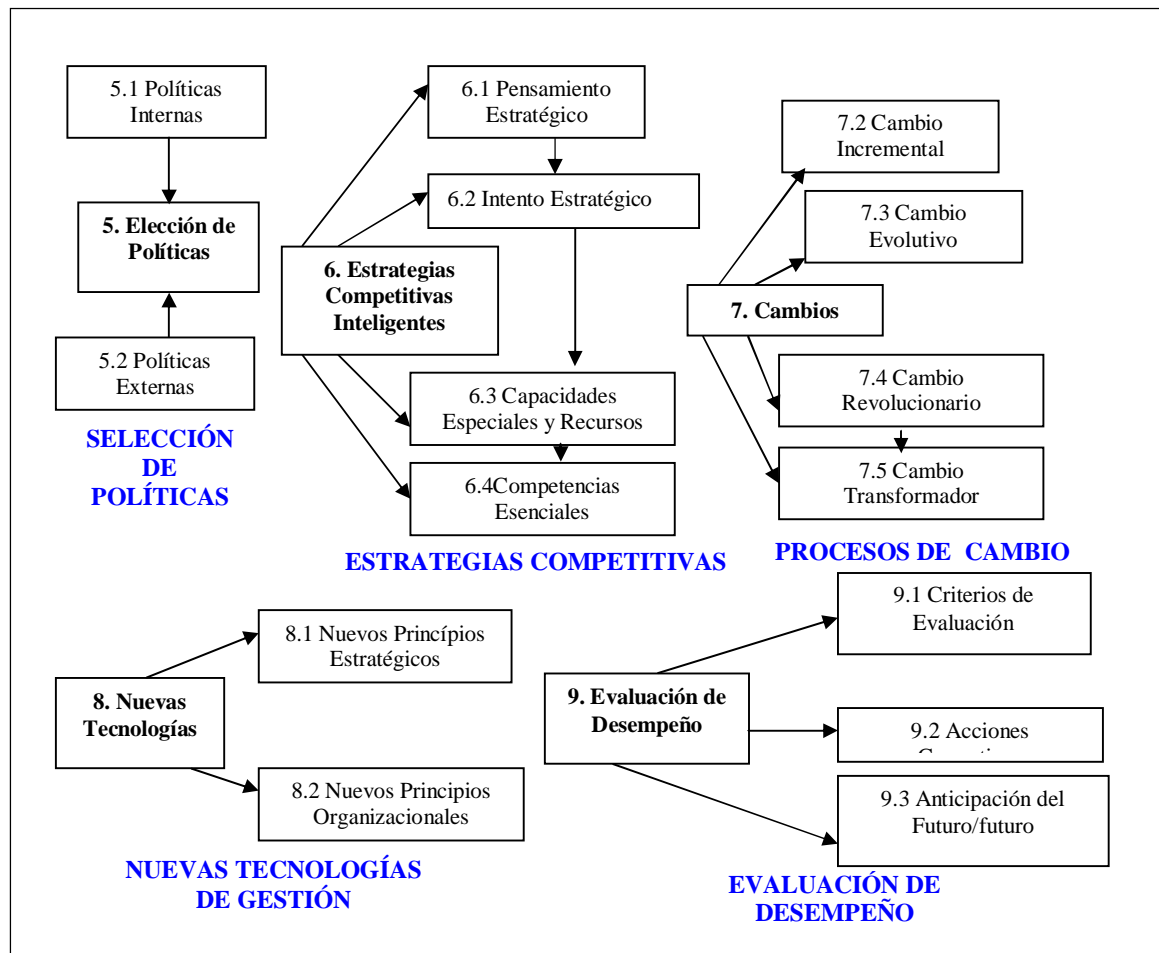 5.1 Políticas
Internas
5. Elección de
Políticas
5.2 Políticas
Externas
SELECCIÓN
DE
POLÍTICAS
6.1 Pensamiento
Estratégico
6.2 Intento Estratégico
6. Estrategias
Competitivas
Inteligentes
6.3 Capacidades
Especiales y Recursos
6.4Competencias
Esenciales
ESTRATEGIAS COMPETITIVAS
7.2 Cambio
Incremental
7.3 Cambio
Evolutivo
7. Cambios
7.4 Cambio
Revolucionario
7.5 Cambio
Transformador
PROCESOS DE CAMBIO
8.1 Nuevos Princípios
Estratégicos
8. Nuevas
Tecnologías
8.2 Nuevos Principios
Organizacionales
NUEVAS TECNOLOGÍAS
DE GESTIÓN
9.1 Criterios de
Evaluación
9. Evaluación de
Desempeño
9.2 Acciones
9.3 Anticipación del
Futuro/futuro
EVALUACIÓN DE
DESEMPEÑO